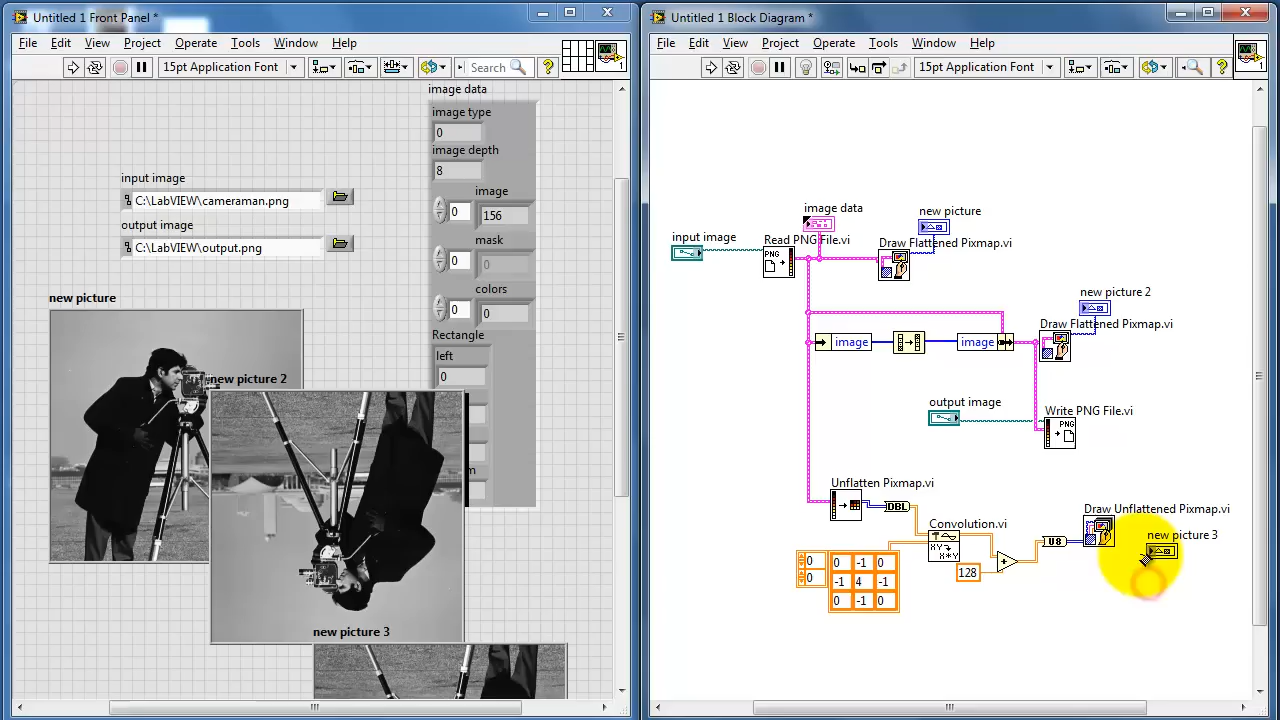 Untitled 1 Front Panel *
File Edit View Project Operate Tools Window Help
15pt Application Font
Search
?
1
image data
image type
0
image depth
8
image
0
156
mask
0
0
colors
0
0
Rectangle
left
0
input image
C:\LabVIEW\cameraman.png
output image
C:\LabVIEW\output.png
new picture
new picture 2
new picture 3
Untitled 1 Block Diagram *
File Edit View Project Operate Tools Window Help
15pt Application Font
?
1
image data
new picture
input image
Read PNG File.vi
Draw Flattened Pixmap.vi
PNG
new picture 2
Draw Flattened Pixmap.vi
image
image
output image
Write PNG File.vi
PNG
Unflatten Pixmap.vi
DBL
Draw Unflattened Pixmap.vi
Convolution.vi
new picture 3
U8
X*Y
128
0
0
0 -1 0
-1 4 -1
0 -1 0